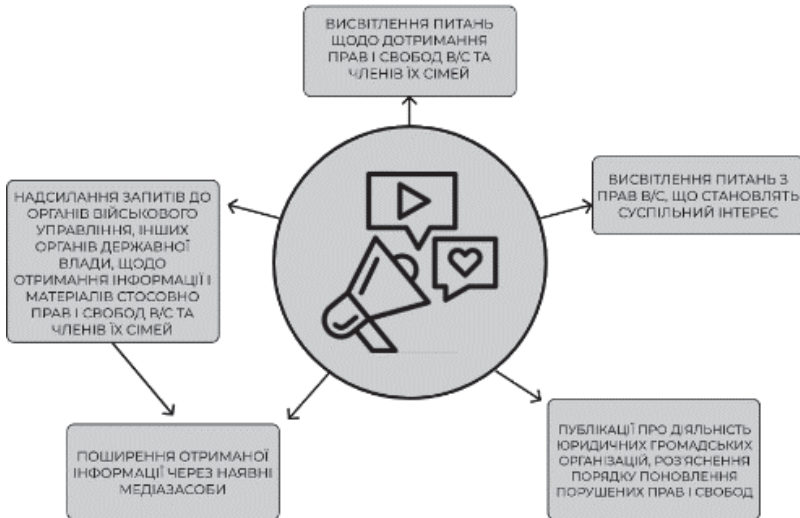 ВИСВІТЛЕННЯ ПИТАНЬ
ЩОДО ДОТРИМАННЯ
ПРАВ І СВОБОД В/С ТА
ЧЛЕНІВ ЇХ СІМЕЙ
НАДСИЛАННЯ ЗАПИТІВ ДО
ОРГАНІВ ВІЙСЬКОВОГО
УПРАВЛІННЯ, ІНШИХ
ОРГАНІВ ДЕРЖАВНОЇ
ВЛАДИ, ЩОДО
ОТРИМАННЯ ІНФОРМАЦІЇ І
МАТЕРІАЛІВ СТОСОВНО
ПРАВ І СВОБОД В/С ТА
ЧЛЕНІВ ЇХ СІМЕЙ
ВИСВІТЛЕННЯ ПИТАНЬ З
ПРАВ В/С, ЩО СТАНОВЛЯТЬ
СУСПІЛЬНИЙ ІНТЕРЕС
ПОШИРЕННЯ ОТРИМАНОЇ
ІНФОРМАЦІЇ ЧЕРЕЗ НАЯВНІ
МЕДІАЗАСОБИ
ПУБЛІКАЦІЇ ПРО ДІЯЛЬНІСТЬ
ЮРИДИЧНИХ ГРОМАДСЬКИХ
ОРГАНІЗАЦІЙ, РОЗ'ЯСНЕННЯ
ПОРЯДКУ ПОНОВЛЕННЯ
ПОРУШЕНИХ ПРАВ І СВОБОД